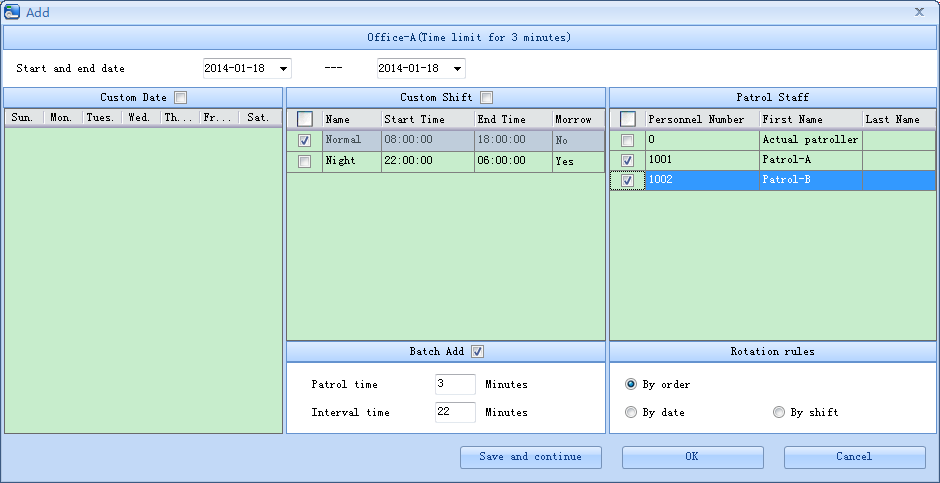 Add
Office-A(Time limit for 3 minutes)
Start and end date 2014-01-18 --- 2014-01-18
Custom Date
Sun. Mon. Tues. Wed. Th... Fr... Sat.
Custom Shift
Name Start Time End Time Morrow
Normal 08:00:00 18:00:00 No
Night 22:00:00 06:00:00 Yes
Patrol Staff
Personnel Number First Name Last Name
0 Actual patroller
1001 Patrol-A
1002 Patrol-B
Batch Add
Patrol time 3 Minutes
Interval time 22 Minutes
Rotation rules
By order
By date By shift
Save and continue OK Cancel